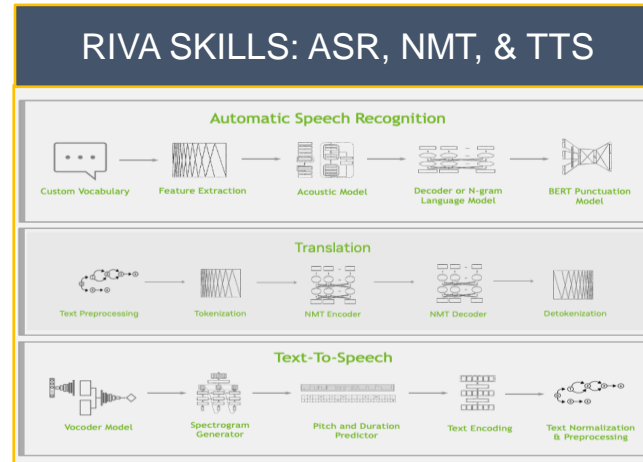 RIVA SKILLS: ASR, NMT, & TTS
Automatic Speech Recognition
Custom Vocabulary
Feature Extraction
Acoustic Model
Decoder or N-gram
Language Model
BERT Punctuation
Model
Translation
Text Preprocessing
Tokenization
NMT Encoder
NMT Decoder
Detokenization
Text-To-Speech
Vocoder Model
Spectrogram
Generator
Pitch and Duration
Predictor
Text Encoding
Text Normalization
& Preprocessing